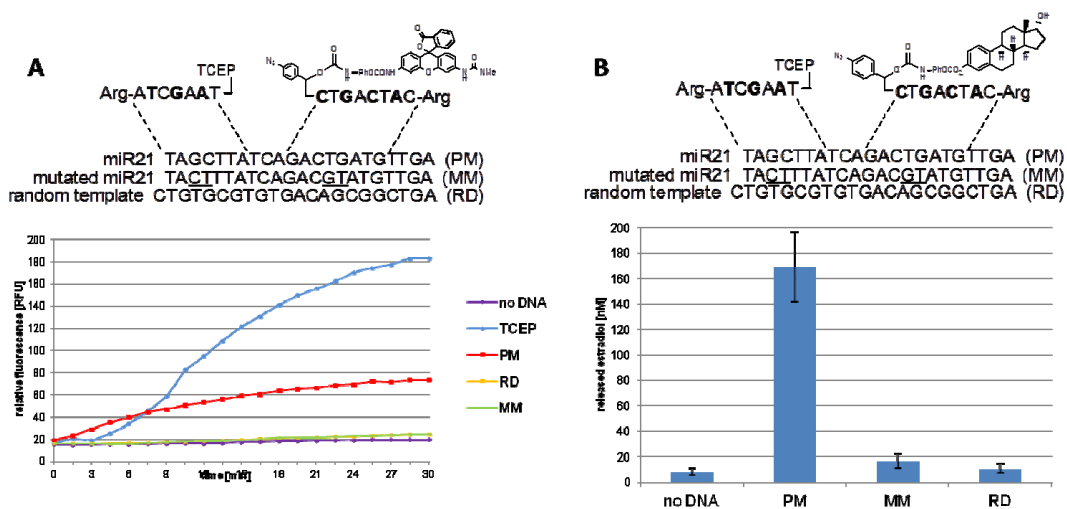 A
TCEP
N₃
Arg-ATCGAAT
CTGACTAC-Arg
miR21 TAGCTTATCAGACTGATGTTGA (PM)
mutated miR21 TACTTTATCAGACGTATGTTGA (MM)
random template CTGTGCGTGTGACAGCGGCTGA (RD)
relative fluorescence [RFU]
200
180
160
140
120
100
80
60
40
20
0
0 3 6 8 18 21 27 30
time [min]
no DNA
TCEP
PM
RD
MM
B
TCEP
N₃
OH
Arg-ATCGAAT
CTGACTAC-Arg
miR21 TAGCTTATCAGACTGATGTTGA (PM)
mutated miR21 TACTTTATCAGACGTATGTTGA (MM)
random template CTGTGCGTGTGACAGCGGCTGA (RD)
released estradiol [nM]
200
180
160
140
120
100
80
60
40
20
0
no DNA PM MM RD